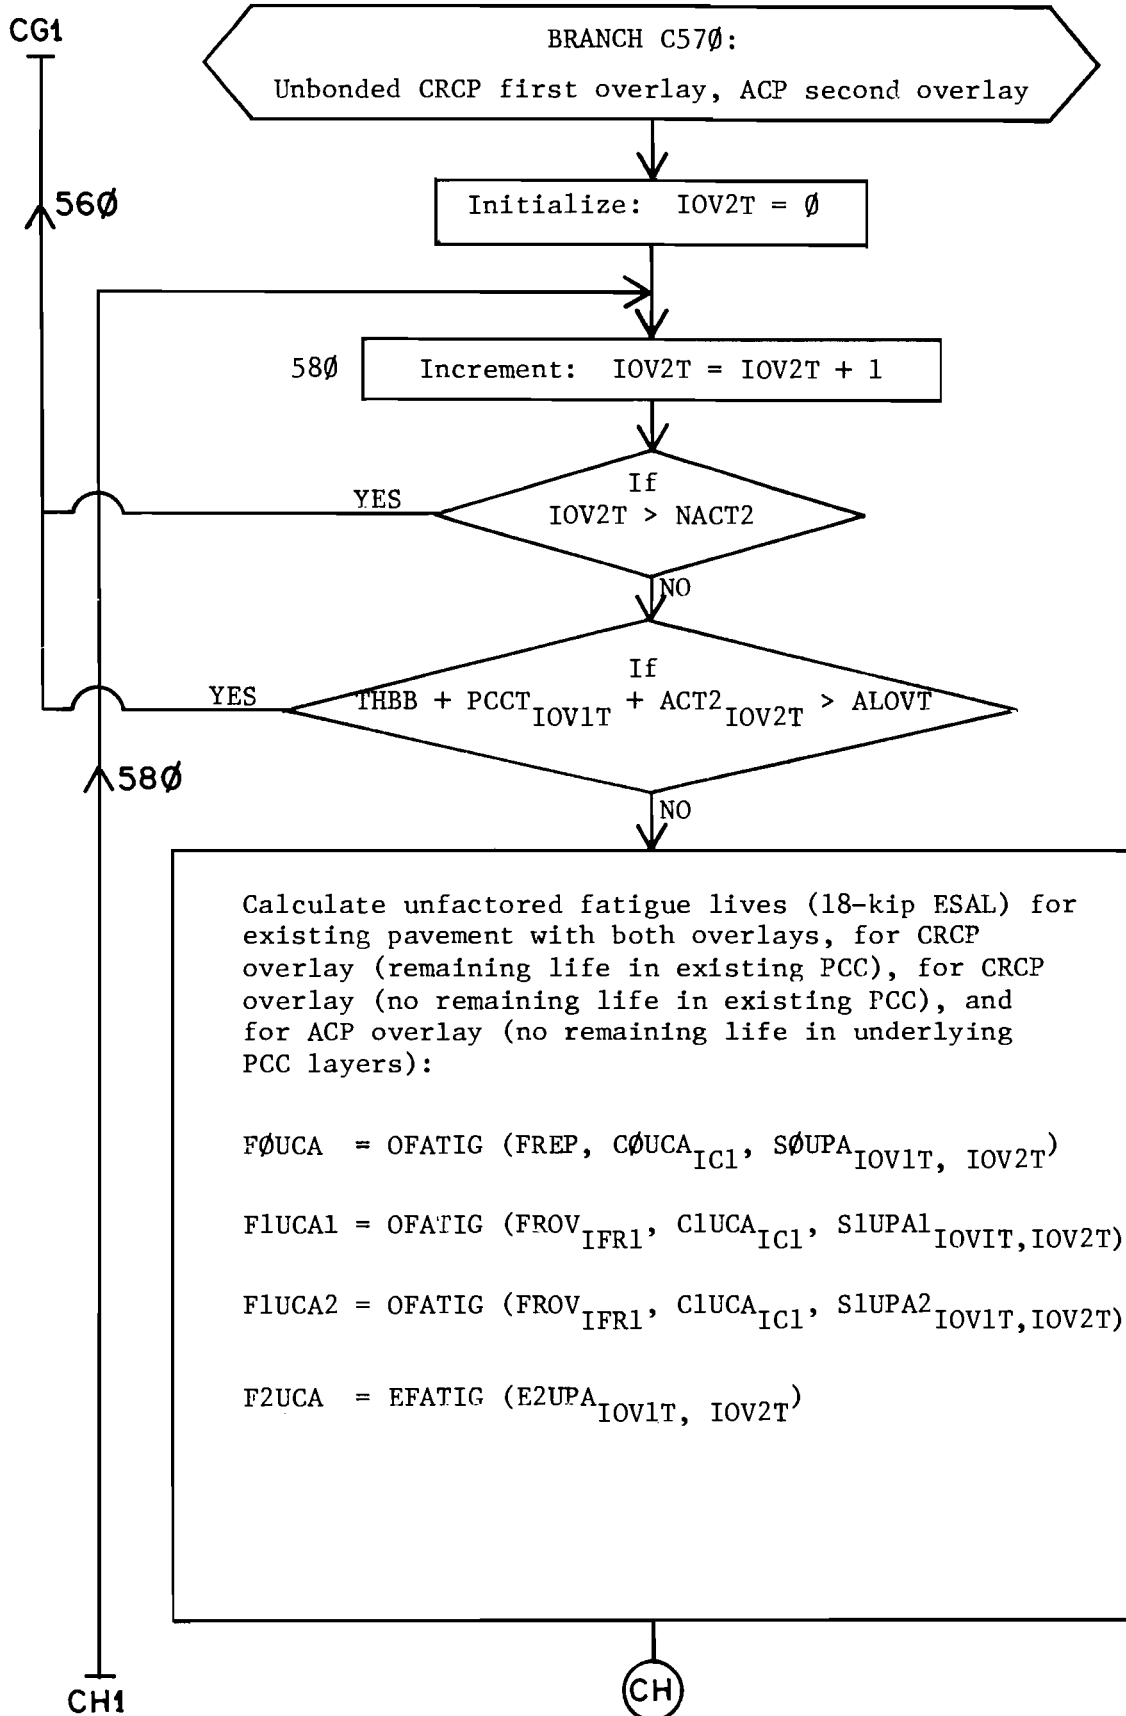 CG1
BRANCH C57Ø:
Unbonded CRCP first overlay, ACP second overlay
56Ø
Initialize: IOV2T = Ø
58Ø
Increment: IOV2T = IOV2T + 1
If
IOV2T > NACT2
YES
NO
If
THBB + PCCT IOV1T + ACT2 IOV2T > ALOVT
YES
58Ø
NO
Calculate unfactored fatigue lives (18-kip ESAL) for
existing pavement with both overlays, for CRCP
overlay (remaining life in existing PCC), for CRCP
overlay (no remaining life in existing PCC), and
for ACP overlay (no remaining life in underlying
PCC layers):
FØUCA = OFATIG (FREP, CØUCA IC1, SØUPA IOV1T, IOV2T)
F1UCA1 = OFATIG (FROV IFR1, C1UCA IC1, S1UPA1 IOVIT, IOV2T)
F1UCA2 = OFATIG (FROV IFR1, C1UCA IC1, S1UPA2 IOV1T, IOV2T)
F2UCA = EFATIG (E2UPA IOV1T, IOV2T)
CH1
CH